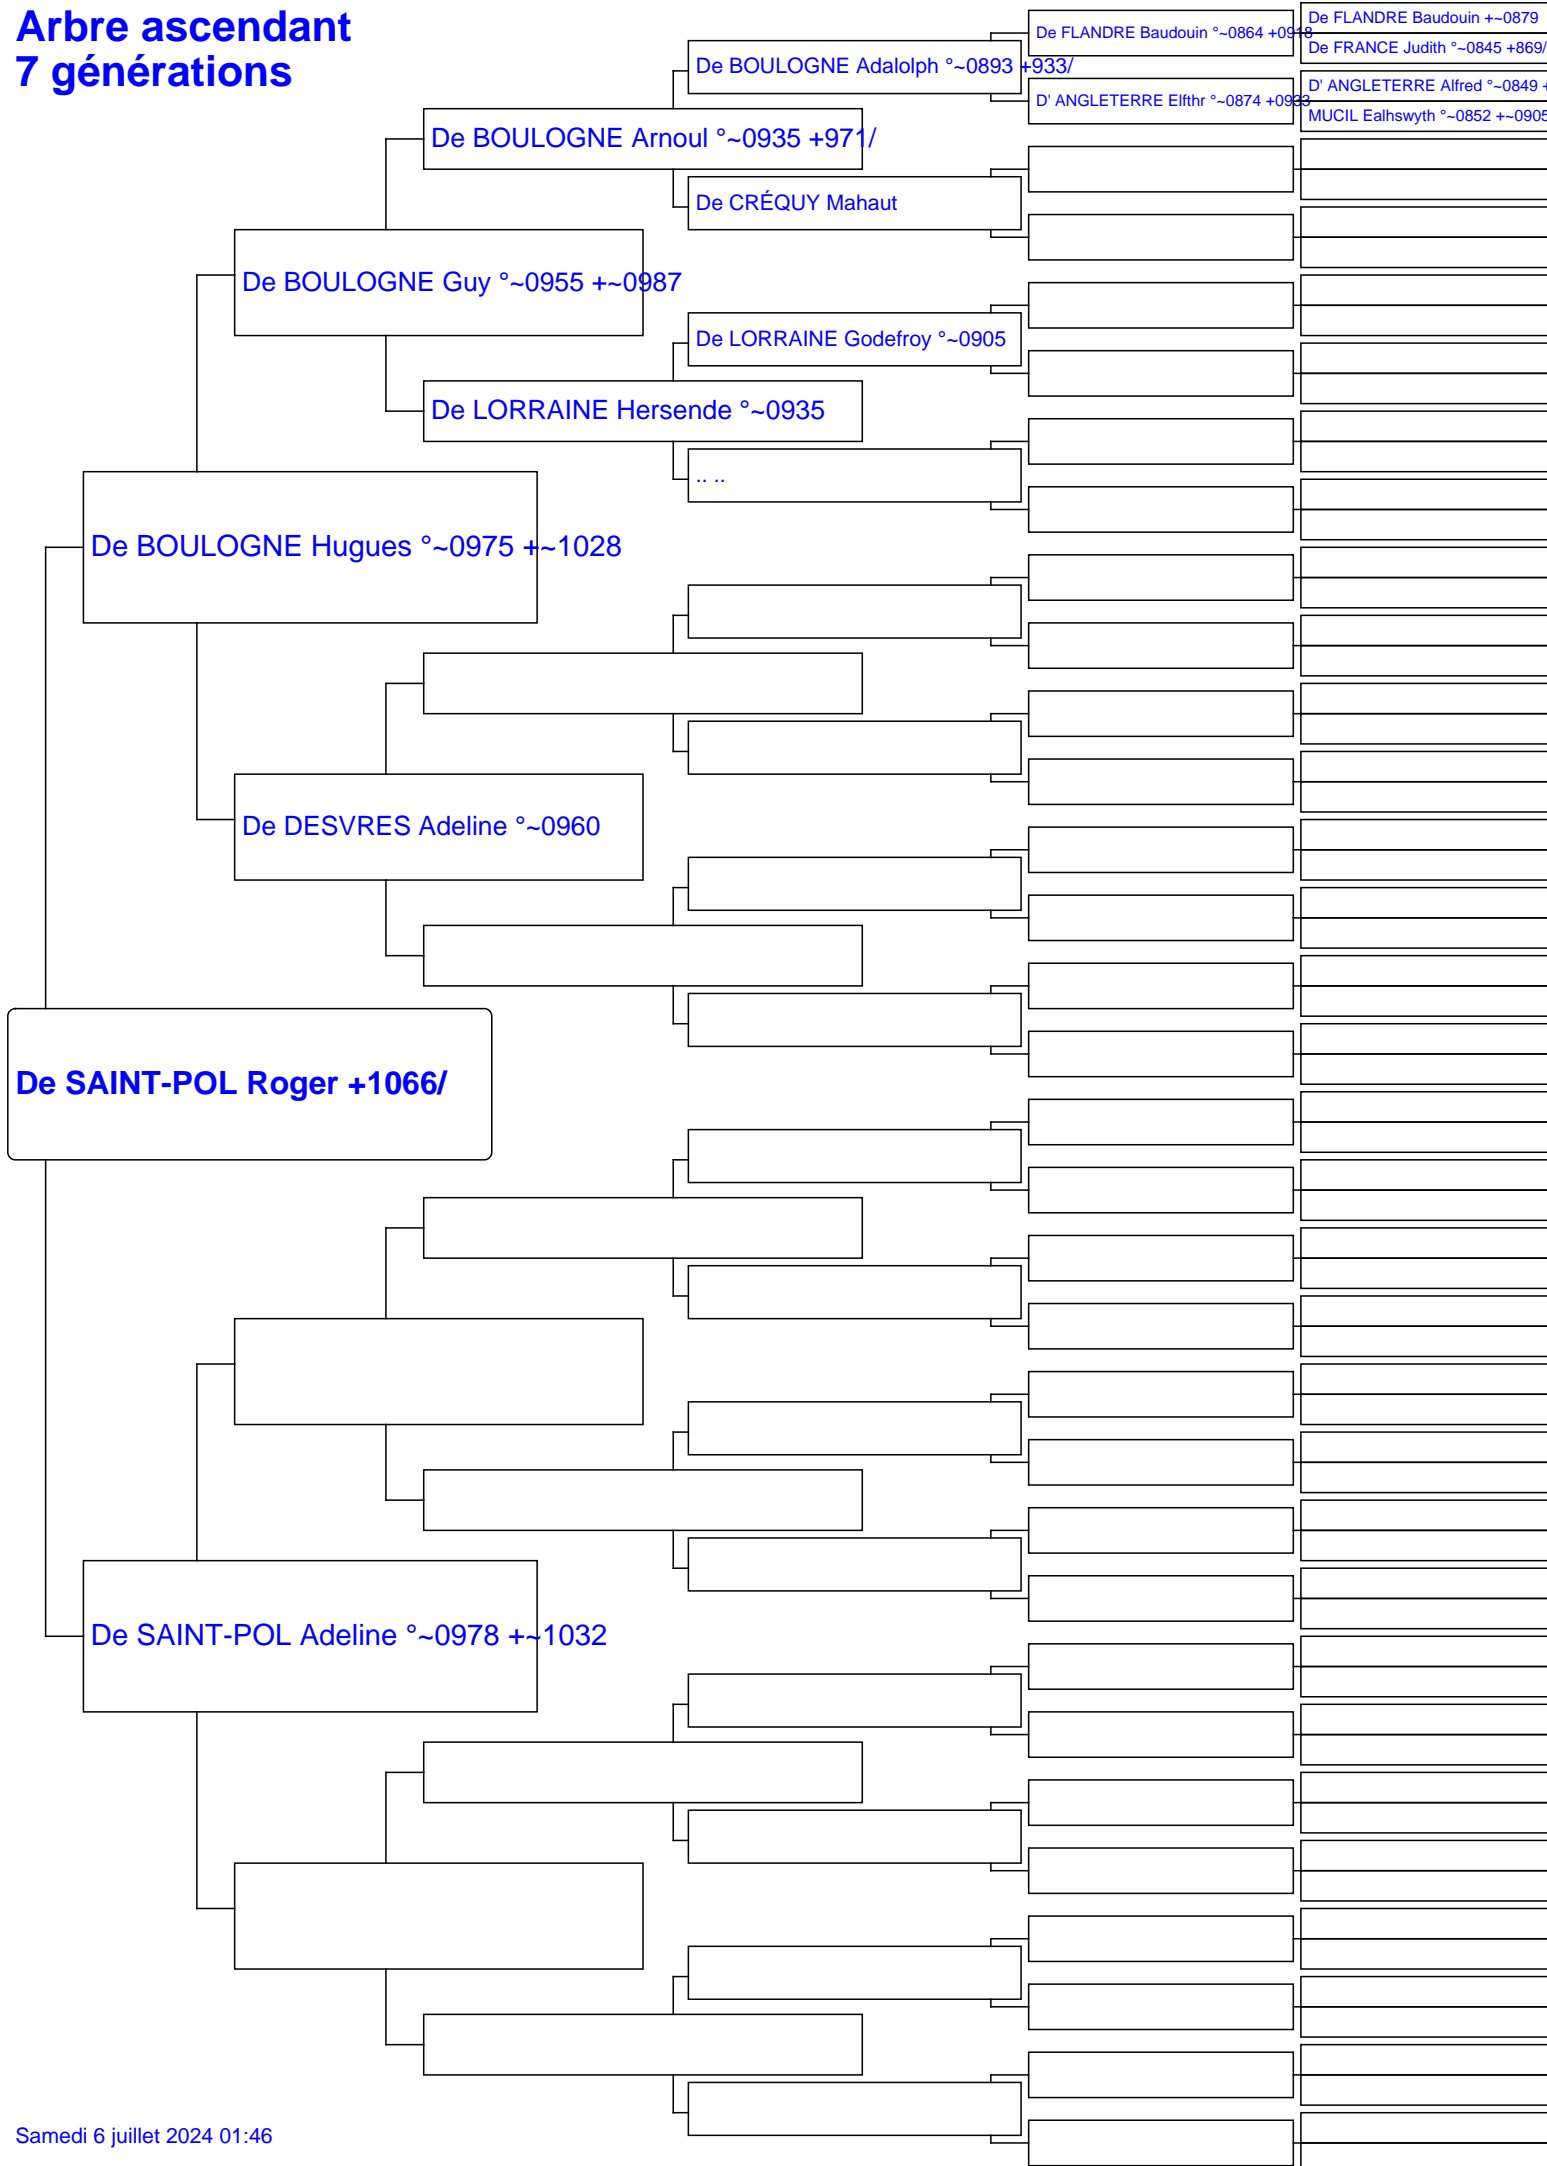 Arbre ascendant
7 générations
De FLANDRE Baudouin +~0879
De FLANDRE Baudouin °~0864 +0918
De FRANCE Judith °~0845 +869/
De BOULOGNE Adalolph °~0893 +933/
D' ANGLETERRE Alfred °~0849 +
D' ANGLETERRE Elfthr °~0874 +0933
MUCIL Ealhswyth °~0852 +~0905
De BOULOGNE Arnoul °~0935 +971/
De CRÉQUY Mahaut
De BOULOGNE Guy °~0955 +~0987
De LORRAINE Godefroy °~0905
De LORRAINE Hersende °~0935
.. ..
De BOULOGNE Hugues °~0975 +~1028
De DESVRES Adeline °~0960
De SAINT-POL Roger +1066/
De SAINT-POL Adeline °~0978 +~1032
Samedi 6 juillet 2024 01:46